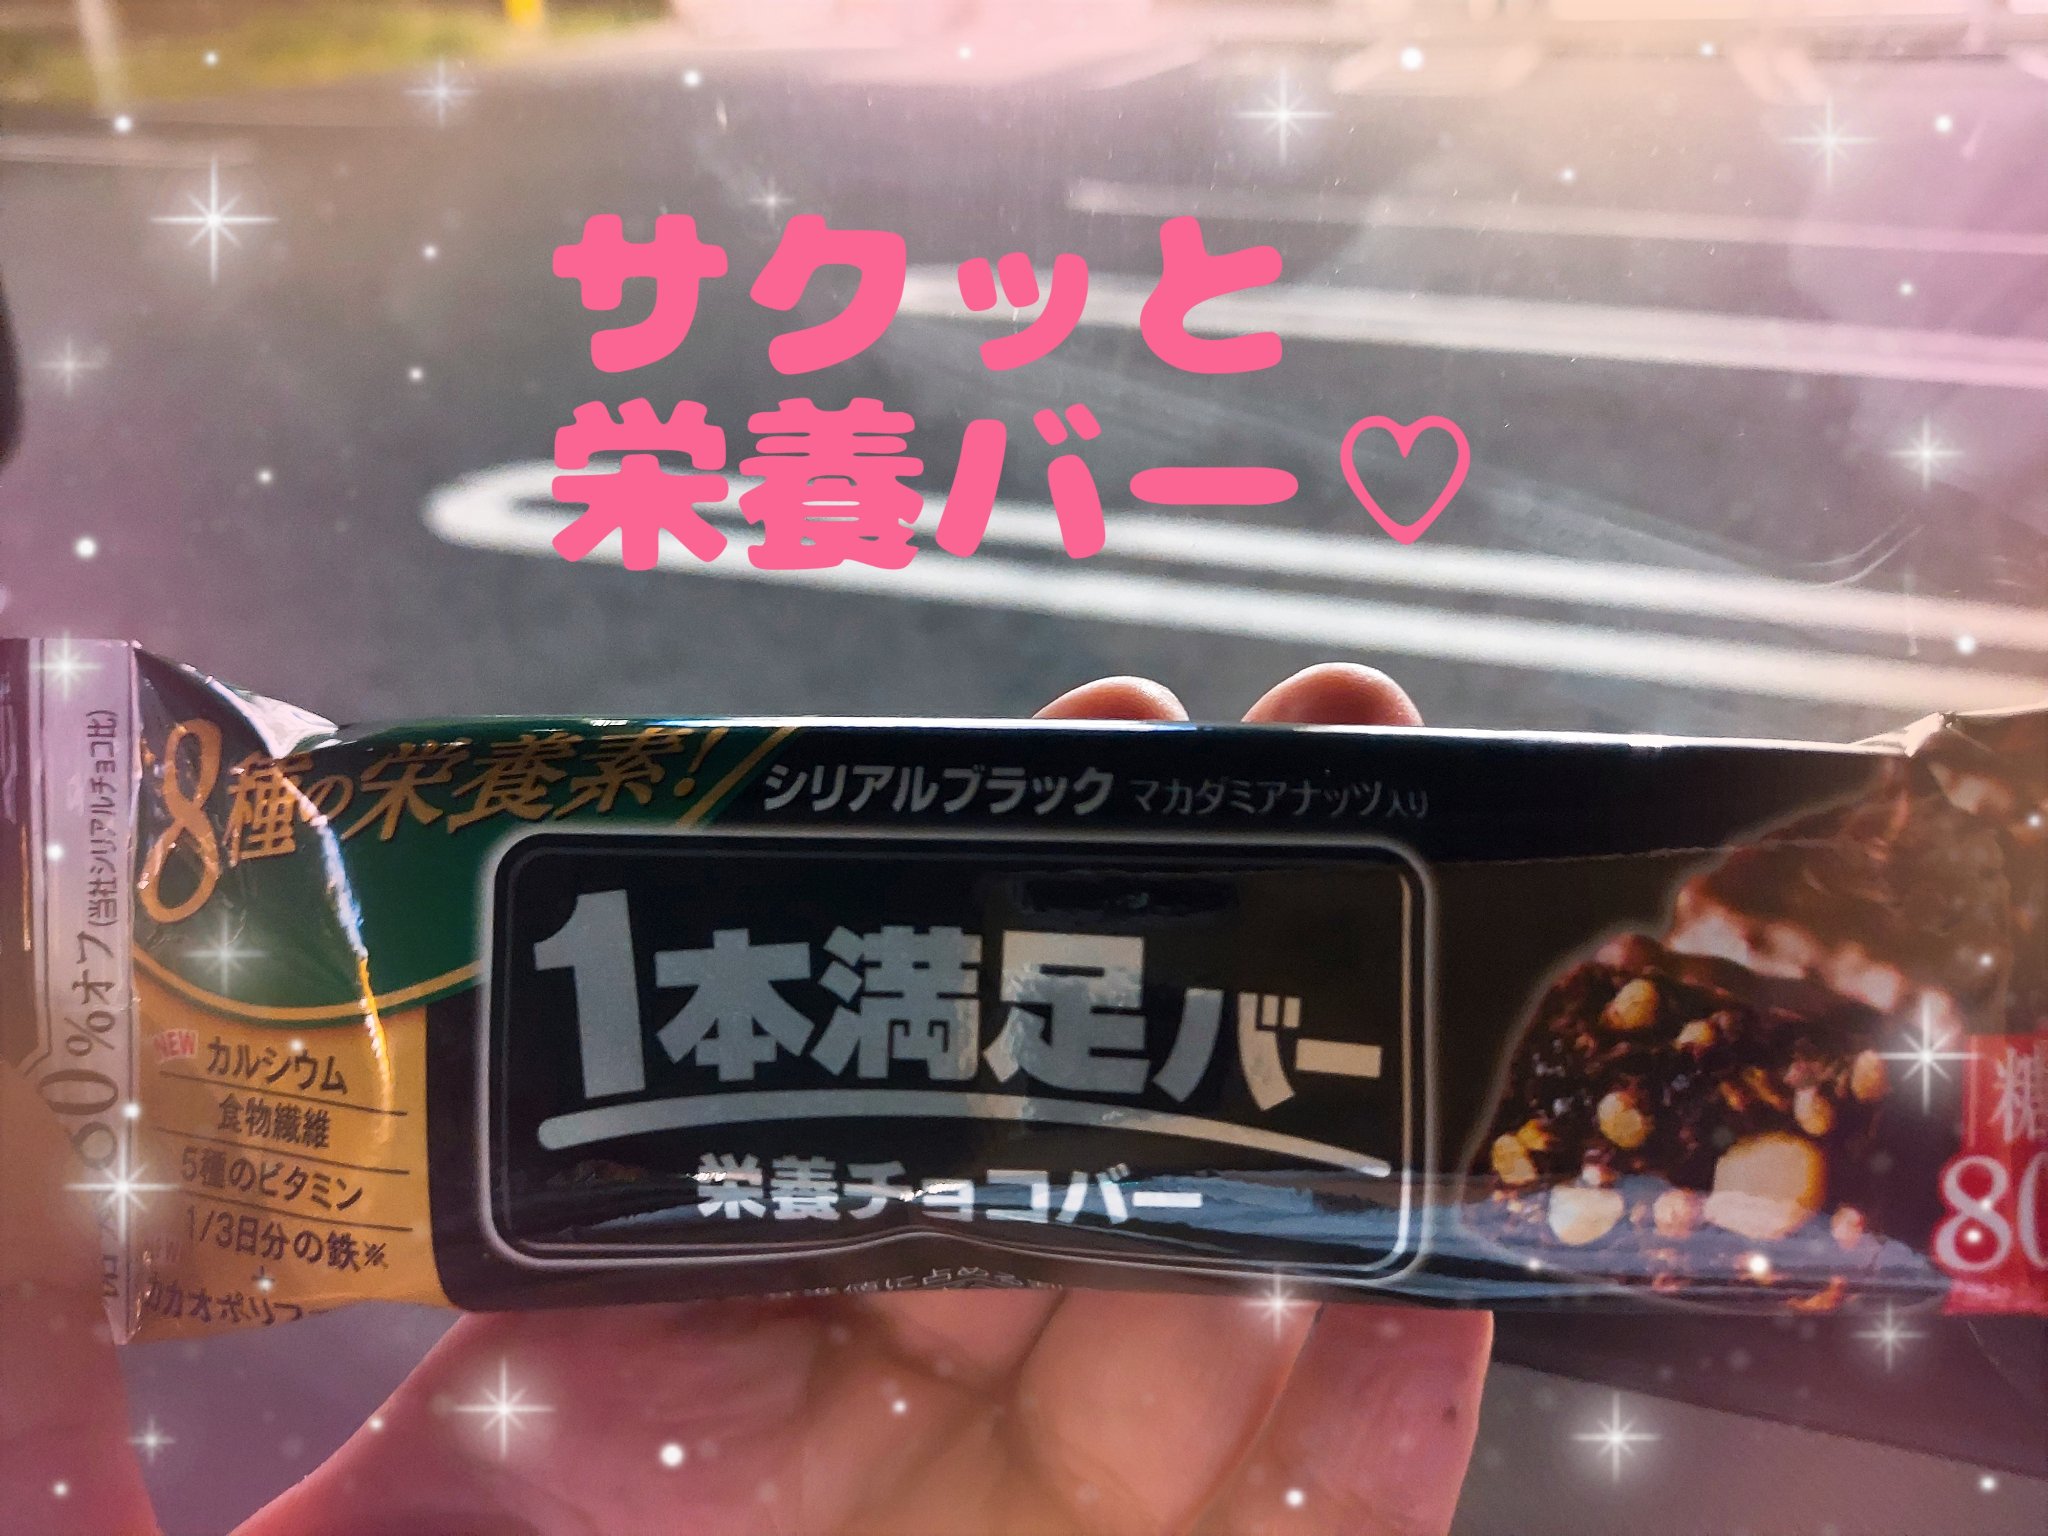 サクッと
栄養バー♡
8種の栄養素!
シリアルブラック マカダミアナッツ入り
1本満足バー
栄養チョコバー
NEW カルシウム
食物繊維
5種のビタミン
1/3日分の鉄※
+
カカオポリフ
80%オフ(当社シリアルチョコ比)
糖
80